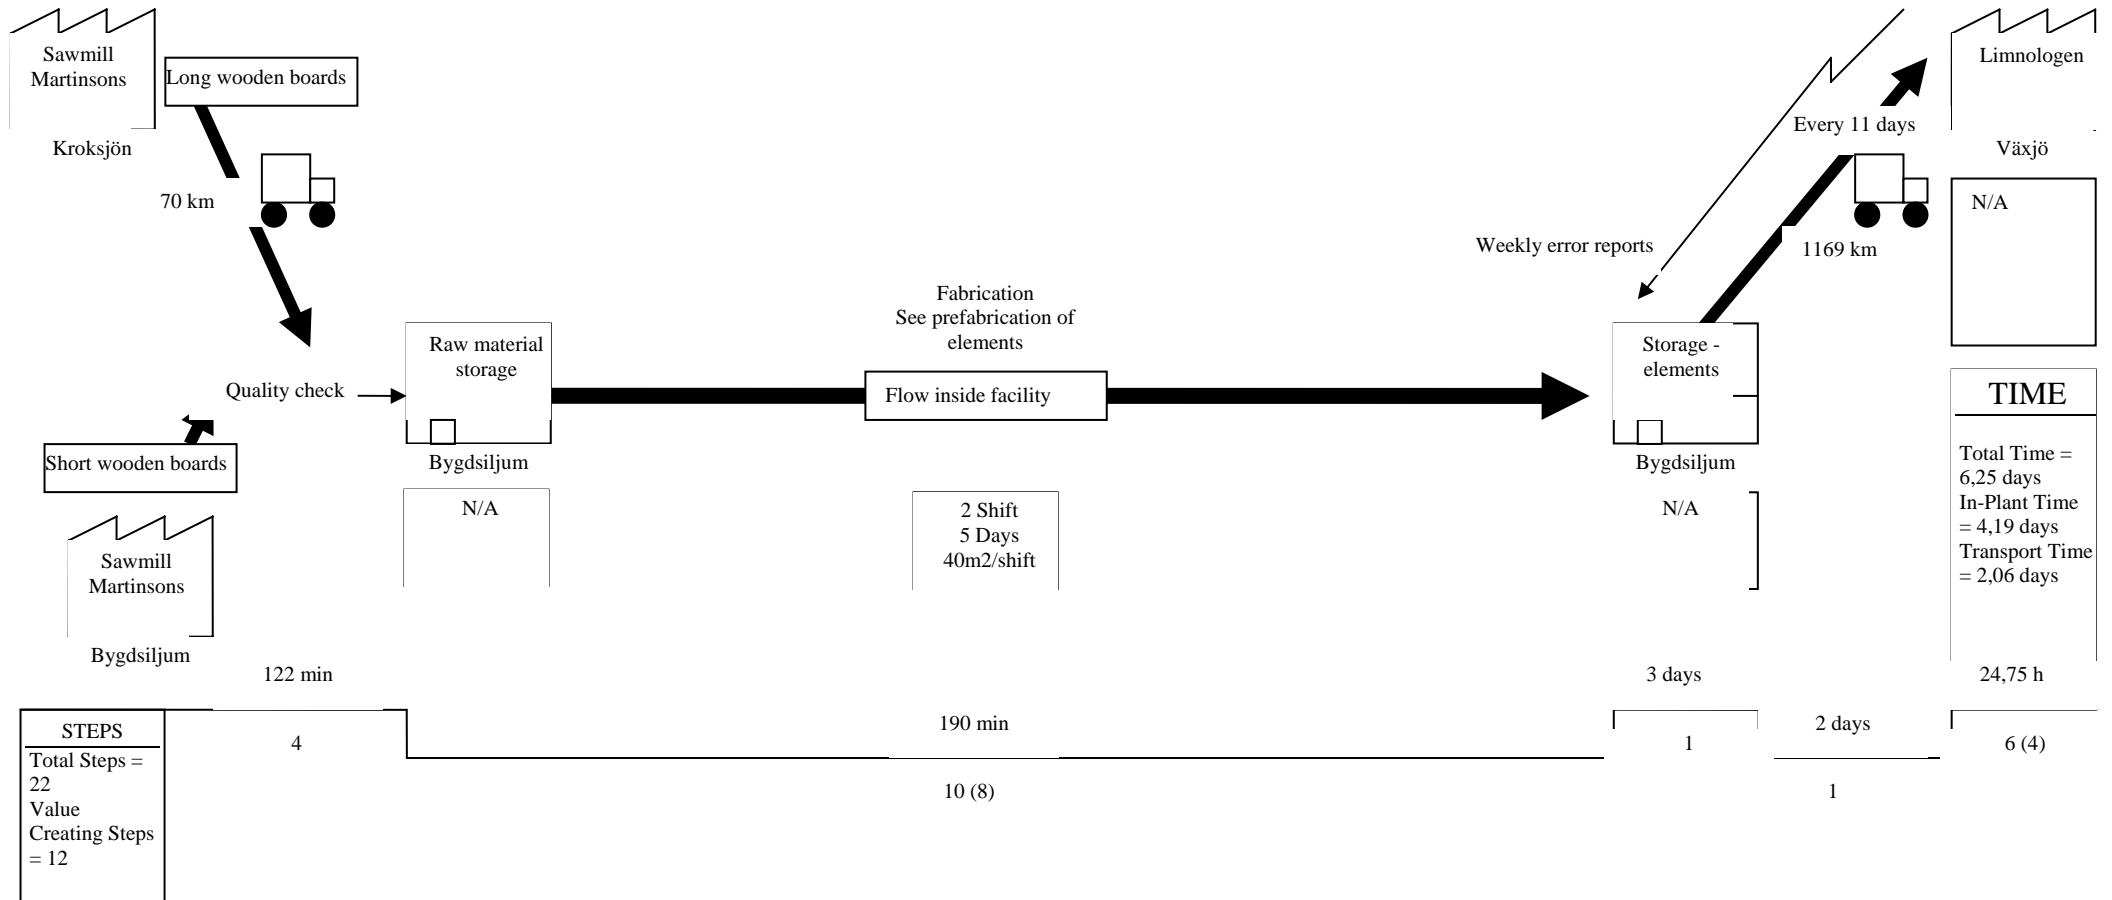 Sawmill
Martinsons
Long wooden boards
Kroksjön
70 km
Quality check
Short wooden boards
Sawmill
Martinsons
Bygdsiljum
Raw material
storage
Bygdsiljum
N/A
Fabrication
See prefabrication of
elements
Flow inside facility
2 Shift
5 Days
40m2/shift
Weekly error reports
Storage -
elements
Bygdsiljum
N/A
Every 11 days
1169 km
Limnologen
Växjö
N/A
TIME
Total Time =
6,25 days
In-Plant Time
= 4,19 days
Transport Time
= 2,06 days
122 min
190 min
3 days
2 days
24,75 h
4
10 (8)
1
1
6 (4)
STEPS
Total Steps =
22
Value
Creating Steps
= 12